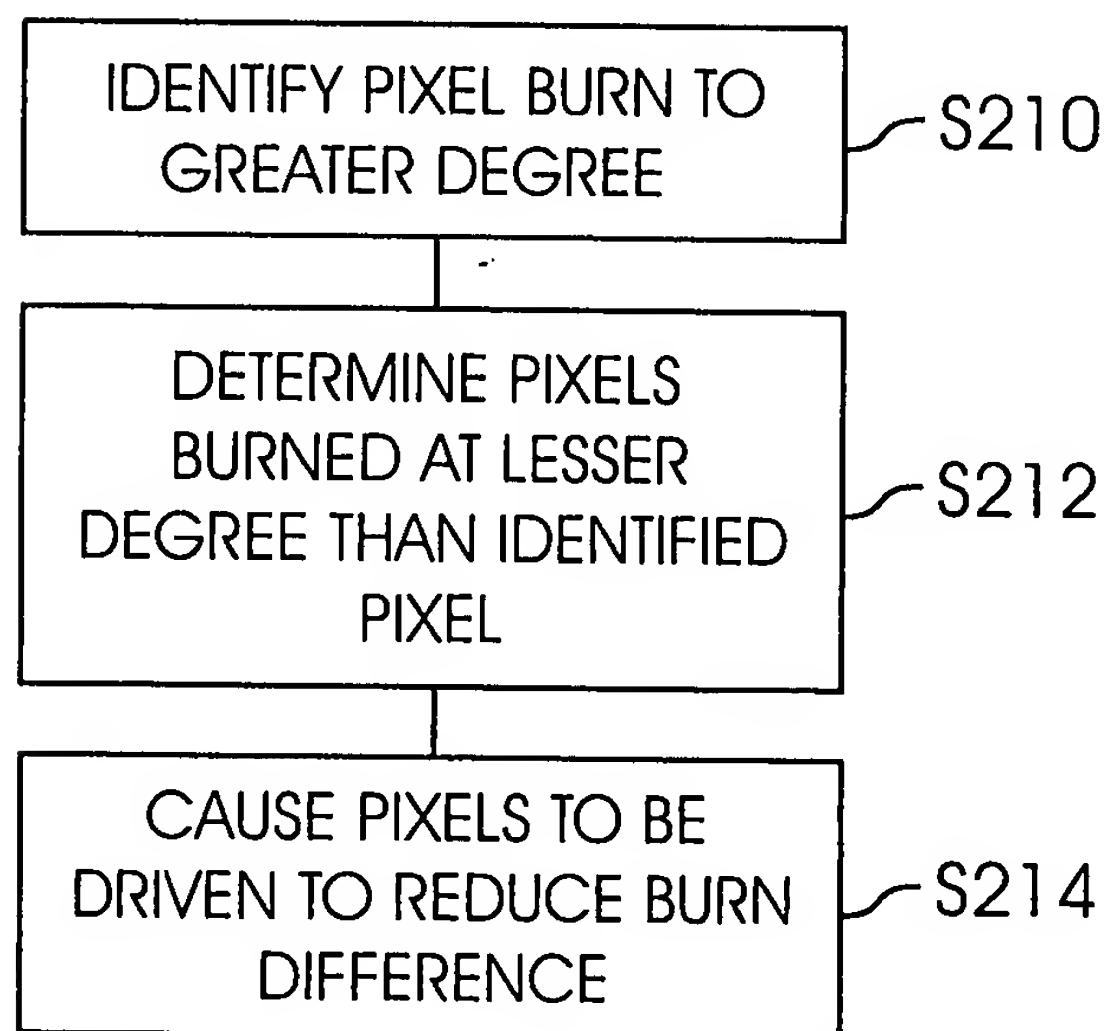 IDENTIFY PIXEL BURN TO
GREATER DEGREE
S210
DETERMINE PIXELS
BURNED AT LESSER
DEGREE THAN IDENTIFIED
PIXEL
S212
CAUSE PIXELS TO BE
DRIVEN TO REDUCE BURN
DIFFERENCE
S214